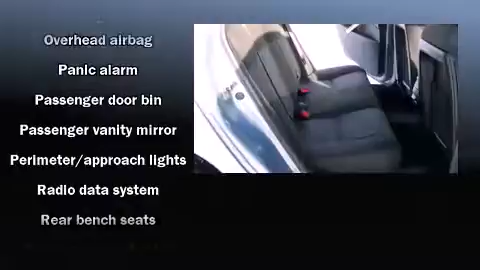 Overhead airbag
Panic alarm
Passenger door bin
Passenger vanity mirror
Perimeter/approach lights
Radio data system
Rear bench seats